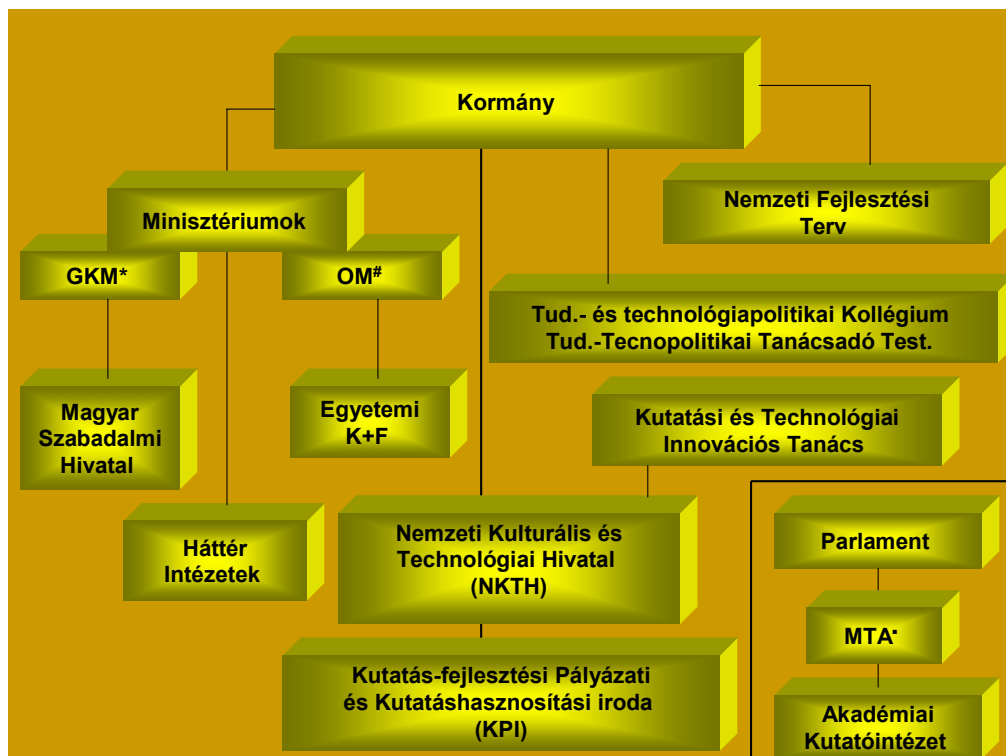 Kormány
Minisztériumok
Nemzeti Fejlesztési
Terv
GKM*
OM#
Tud.- és technológiapolitikai Kollégium
Tud.-Tecnopolitikai Tanácsadó Test.
Magyar
Szabadalmi
Hivatal
Egyetemi
K+F
Kutatási és Technológiai
Innovációs Tanács
Háttér
Intézetek
Nemzeti Kulturális és
Technológiai Hivatal
(NKTH)
Parlament
MTA▪
Kutatás-fejlesztési Pályázati
és Kutatáshasznosítási iroda
(KPI)
Akadémiai
Kutatóintézet